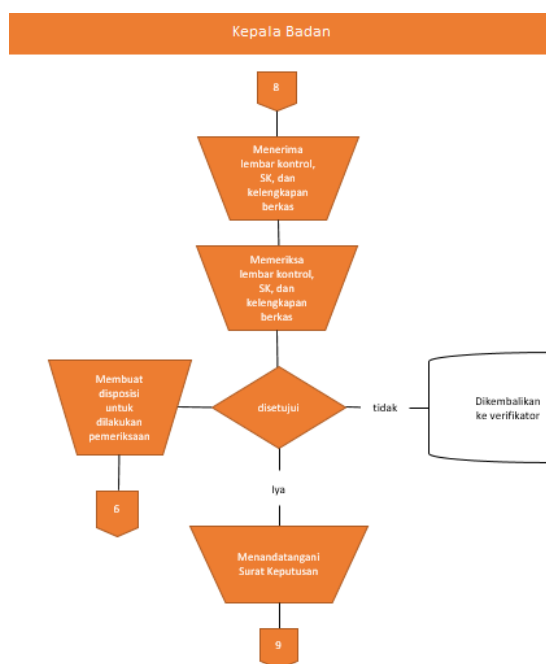 Kepala Badan
8
Menerima
lembar kontrol,
SK, dan
kelengkapan
berkas
Memeriksa
lembar kontrol,
SK, dan
kelengkapan
berkas
Membuat
disposisi
untuk
dilakukan
pemeriksaan
disetujui
tidak
Dikembalikan
ke verifikator
6
Iya
Menandatangani
Surat Keputusan
9